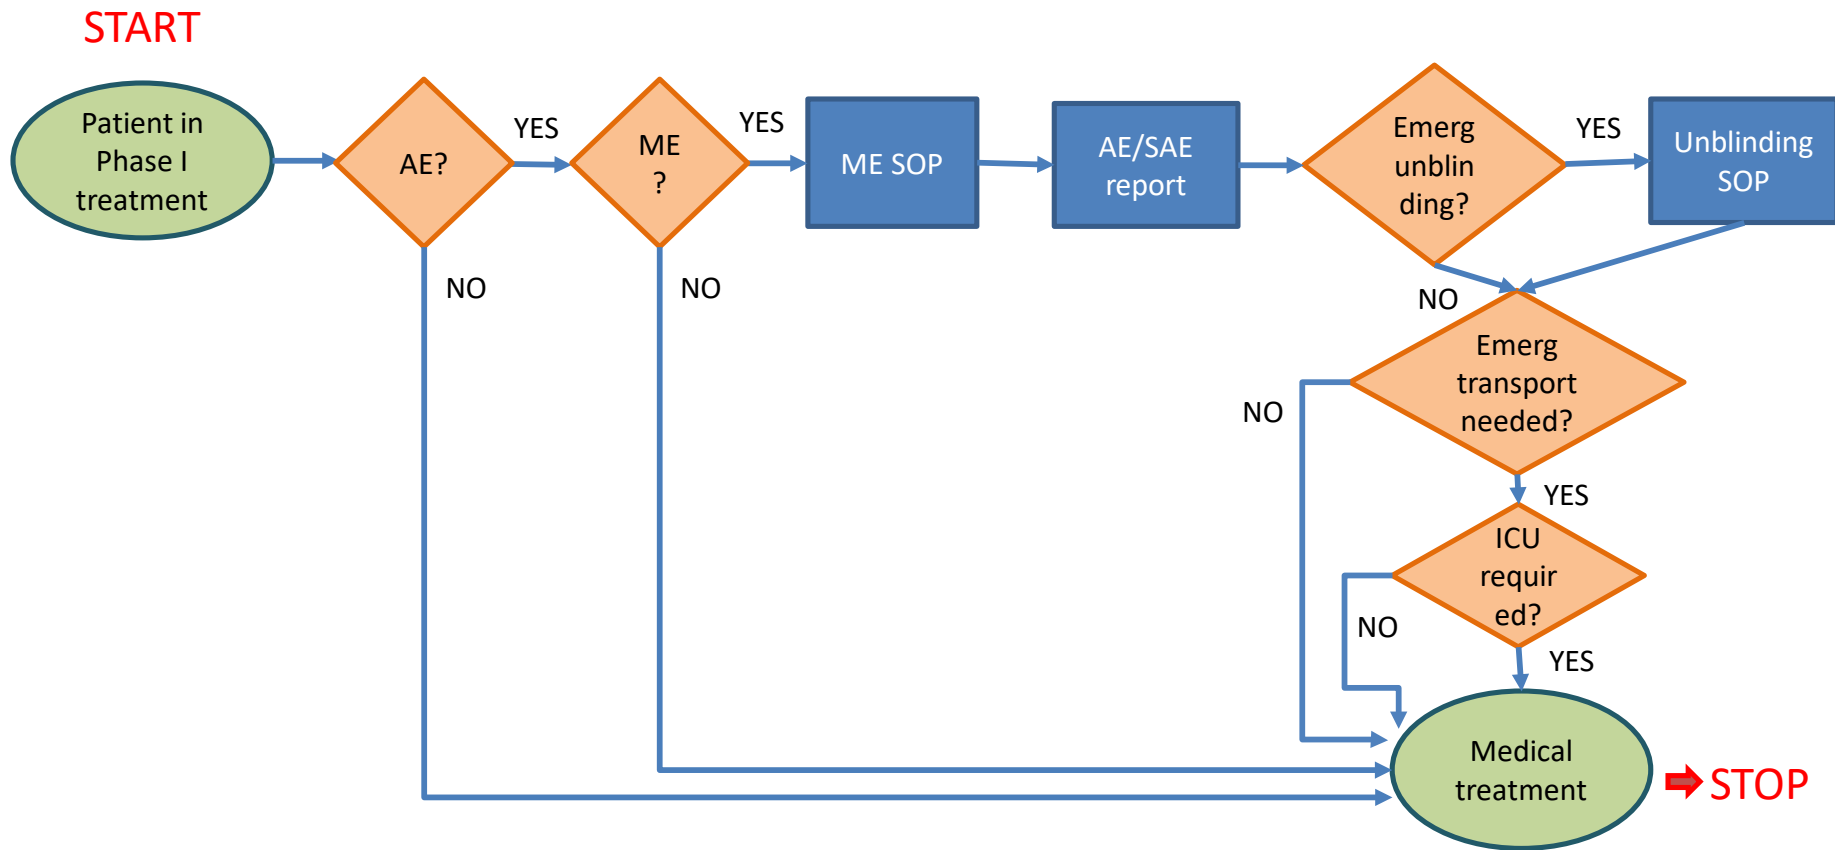 START
Patient in
Phase I
treatment
AE?
YES
ME
?
YES
ME SOP
AE/SAE
report
Emerg
unblin
ding?
YES
Unblinding
SOP
NO
NO
NO
Emerg
transport
needed?
NO
YES
ICU
requir
ed?
NO
YES
Medical
treatment
STOP